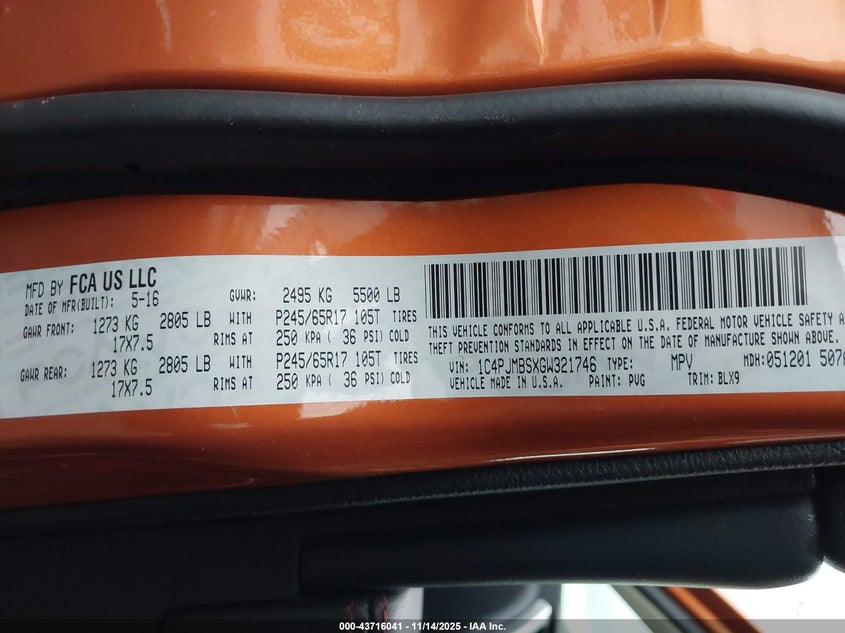 MFD BY FCA US LLC
DATE OF MFR(BUILT): 5-16
GVWR: 2495 KG 5500 LB
GAWR FRONT: 1273 KG 2805 LB WITH P245/65R17 105T TIRES
17X7.5 RIMS AT 250 KPA ( 36 PSI) COLD
GAWR REAR: 1273 KG 2805 LB WITH P245/65R17 105T TIRES
17X7.5 RIMS AT 250 KPA ( 36 PSI) COLD
THIS VEHICLE CONFORMS TO ALL APPLICABLE U.S.A. FEDERAL MOTOR VEHICLE SAFETY
THEFT PREVENTION STANDARDS IN EFFECT ON THE DATE OF MANUFACTURE SHOWN ABOVE.
VIN: 1C4PJMBSXGW321746 TYPE: MPV MDH:051201
VEHICLE MADE IN U.S.A. PAINT: PVG TRIM: BLX9
000-43716041 - 11/14/2025 - IAA Inc.